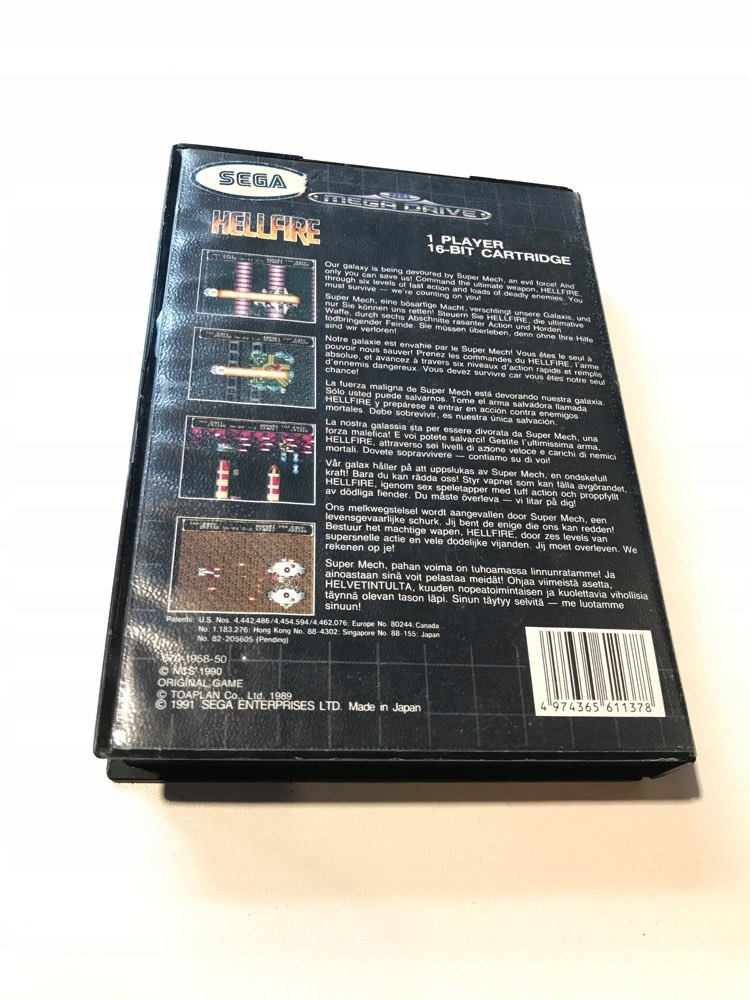 SEGA
MEGA DRIVE
HELLFIRE
1 PLAYER
16-BIT CARTRIDGE
Our galaxy is being devoured by Super Mech, an evil force! And
only you can save us! Command the ultimate weapon, HELLFIRE
through six levels of fast action and loads of deadly enemies. You
must survive — we're counting on you!
Super Mech, eine bösartige Macht, verschlingt unsere Galaxis, und
nur Sie können uns retten! Steuern Sie HELLFIRE, die ultimative
Waffe, durch sechs Abschnitte rasanter Action und Horden
todbringender Feinde. Sie müssen überleben, denn ohne Ihre Hilfe
sind wir verloren!
Notre galaxie est envahie par le Super Mech! Vous êtes le seul à
pouvoir nous sauver! Prenez les commandes du HELLFIRE, l'arme
absolue, et avancez à travers six niveaux d'action rapide et remplis
d'ennemis dangereux. Vous devez survivre car vous êtes notre seul
chance!
La fuerza maligna de Super Mech está devorando nuestra galaxia.
Sólo usted puede salvarnos. Tome el arma salvadora llamada
HELLFIRE y prepárese a entrar en acción contra enemigos
mortales. Debe sobrevivir, es nuestra única salvación.
La nostra galassia sta per essere divorata da Super Mech, una
forza malefica! E voi potete salvarci! Gestite l'ultimissima arma,
HELLFIRE, attraverso sei livelli di azione veloce e carichi di nemici
mortali. Dovete sopravvivere — contiamo su di voi!
Vår galax håller på att uppslukas av Super Mech, en ondskefull
kraft! Bara du kan rädda oss! Styr vapnet som kan fälla avgörandet,
HELLFIRE, igenom sex speletapper med tuff action och proppfyllt
av dödliga fiender. Du måste överleva — vi litar på dig!
Ons melkwegstelsel wordt aangevallen door Super Mech, een
levensgevaarlijke schurk. Jij bent de enige die ons kan redden!
Bestuur het machtige wapen, HELLFIRE, door zes levels van
supersnelle actie en vele dodelijke vijanden. Jij moet overleven. We
rekenen op je!
Super Mech, pahan voima on tuhoamassa linnunratamme! Ja
ainoastaan sinä voit pelastaa meidät! Ohjaa viimeistä asetta,
HELVETINTULTA, kuuden nopeatoimintaisen ja kuolettavia vihollisia
täynnä olevan tason läpi. Sinun täytyy selvitä — me luotamme
sinuun!
Patents: U.S. Nos. 4,442,486/4,454,594/4,462,076; Europe No. 80244; Canada
No. 1,183,276; Hong Kong No. 88-4302; Singapore No. 88-155; Japan
No. 82-205605 (Pending)
670-1958-50
© NCS 1990
ORIGINAL GAME
© TOAPLAN Co., Ltd. 1989
© 1991 SEGA ENTERPRISES LTD. Made in Japan
4 974365 611378